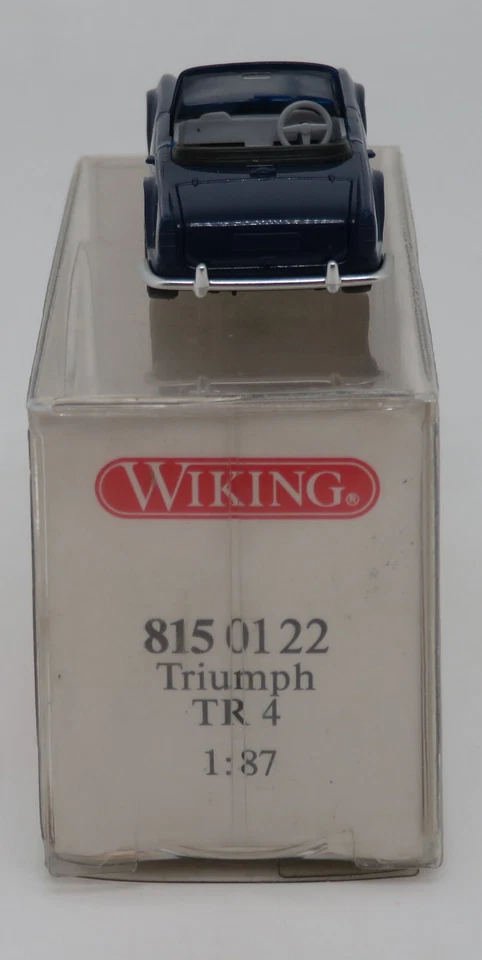 WIKING®
815 01 22
Triumph
TR 4
1:87